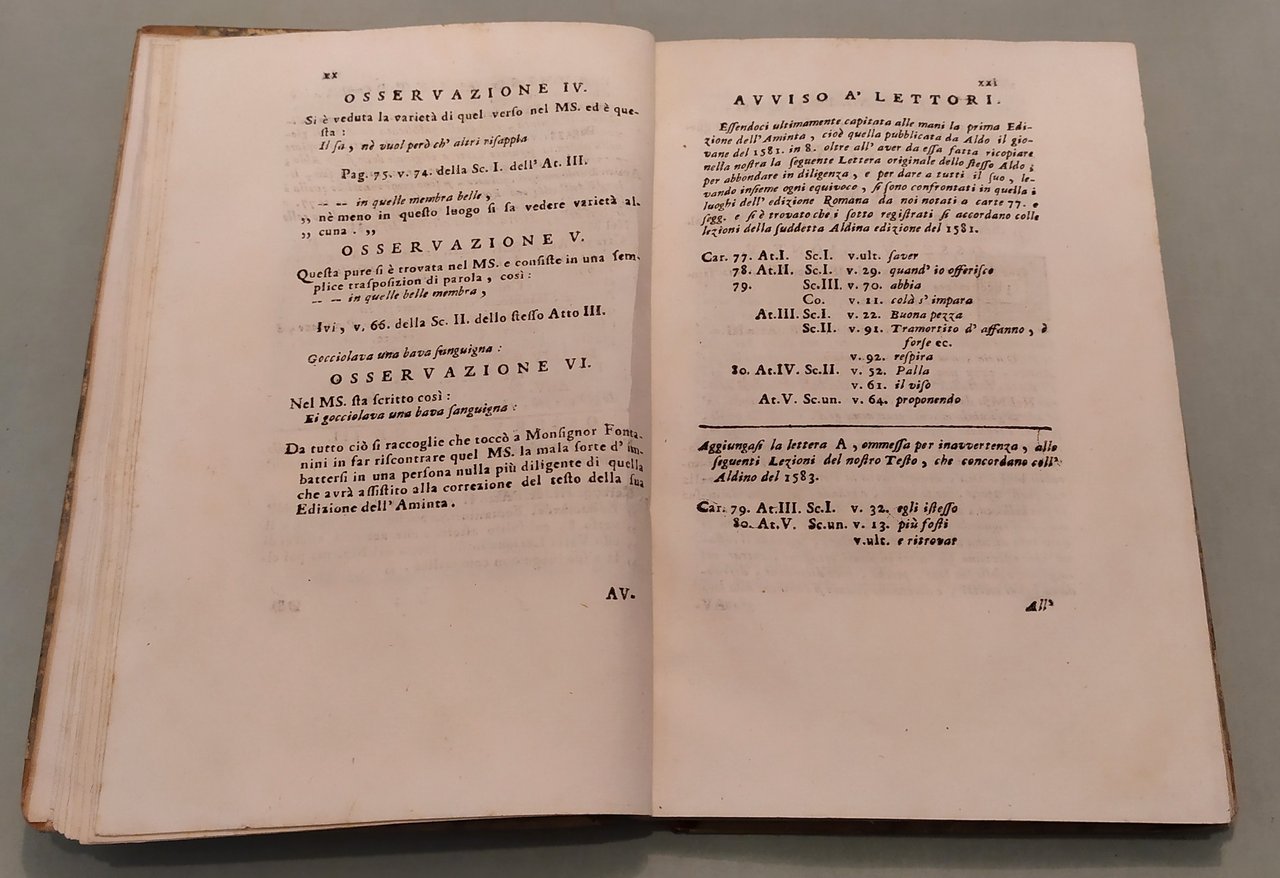 xx
OSSERVAZIONE IV.
Si è veduta la varietà di quel verso nel MS. ed è que-
sta :
Il sa, nè vuol però ch' altri risappia
Pag. 75. v. 74. della Sc. I. dell' At. III.
-- -- in quelle membra belle,
,, nè meno in questo luogo si fa vedere varietà al-
,, cuna. ,,
OSSERVAZIONE V.
Questa pure si è trovata nel MS. e consiste in una sem-
plice trasposizion di parola, così :
-- -- in quelle belle membra,
Ivi, v. 66. della Sc. II. dello stesso Atto III.
Gocciolava una bava sanguigna :
OSSERVAZIONE VI.
Nel MS. sta scritto così :
Ei gocciolava una bava sanguigna :
Da tutto ciò si raccoglie che toccò a Monsignor Fonta-
nini in far riscontrare quel MS. la mala sorte d' im-
battersi in una persona nulla più diligente di quella
che avrà assistito alla correzione del testo della sua
Edizione dell' Aminta.
AV-
xxi
AVVISO A' LETTORI.
Essendoci ultimamente capitata alle mani la prima Edi-
zione dell'Aminta, cioè quella pubblicata da Aldo il gio-
vane del 1581. in 8. oltre all' aver da essa fatta ricopiare
nella nostra la seguente Lettera originale dello stesso Aldo ;
per abbondare in diligenza, e per dare a tutti il suo, le-
vando insieme ogni equivoco, si sono confrontati in quella i
luoghi dell' edizione Romana da noi notati a carte 77. e
segg. e si è trovato che i sotto registrati si accordano colle
lezioni della suddetta Aldina edizione del 1581.
Car. 77. At.I. Sc.I. v.ult. saver
78. At.II. Sc.I. v. 29. quand' io offerisco
79. Sc.III. v. 70. abbia
Co. v. 11. colà s' impara
At.III. Sc.I. v. 22. Buona pezza
Sc.II. v. 91. Tramortito d' affanno, è
forse ec.
v. 92. respira
80. At.IV. Sc.II. v. 52. Palla
v. 61. il viso
At.V. Sc.un. v. 64. proponendo
Aggiungasi la lettera A, ommessa per inavvertenza, alle
seguenti Lezioni del nostro Testo, che concordano coll'
Aldino del 1583.
Car. 79. At.III. Sc.I. v. 32. egli istesso
80. At.V. Sc.un. v. 13. più fosti
v.ult. e ritrovar
All'